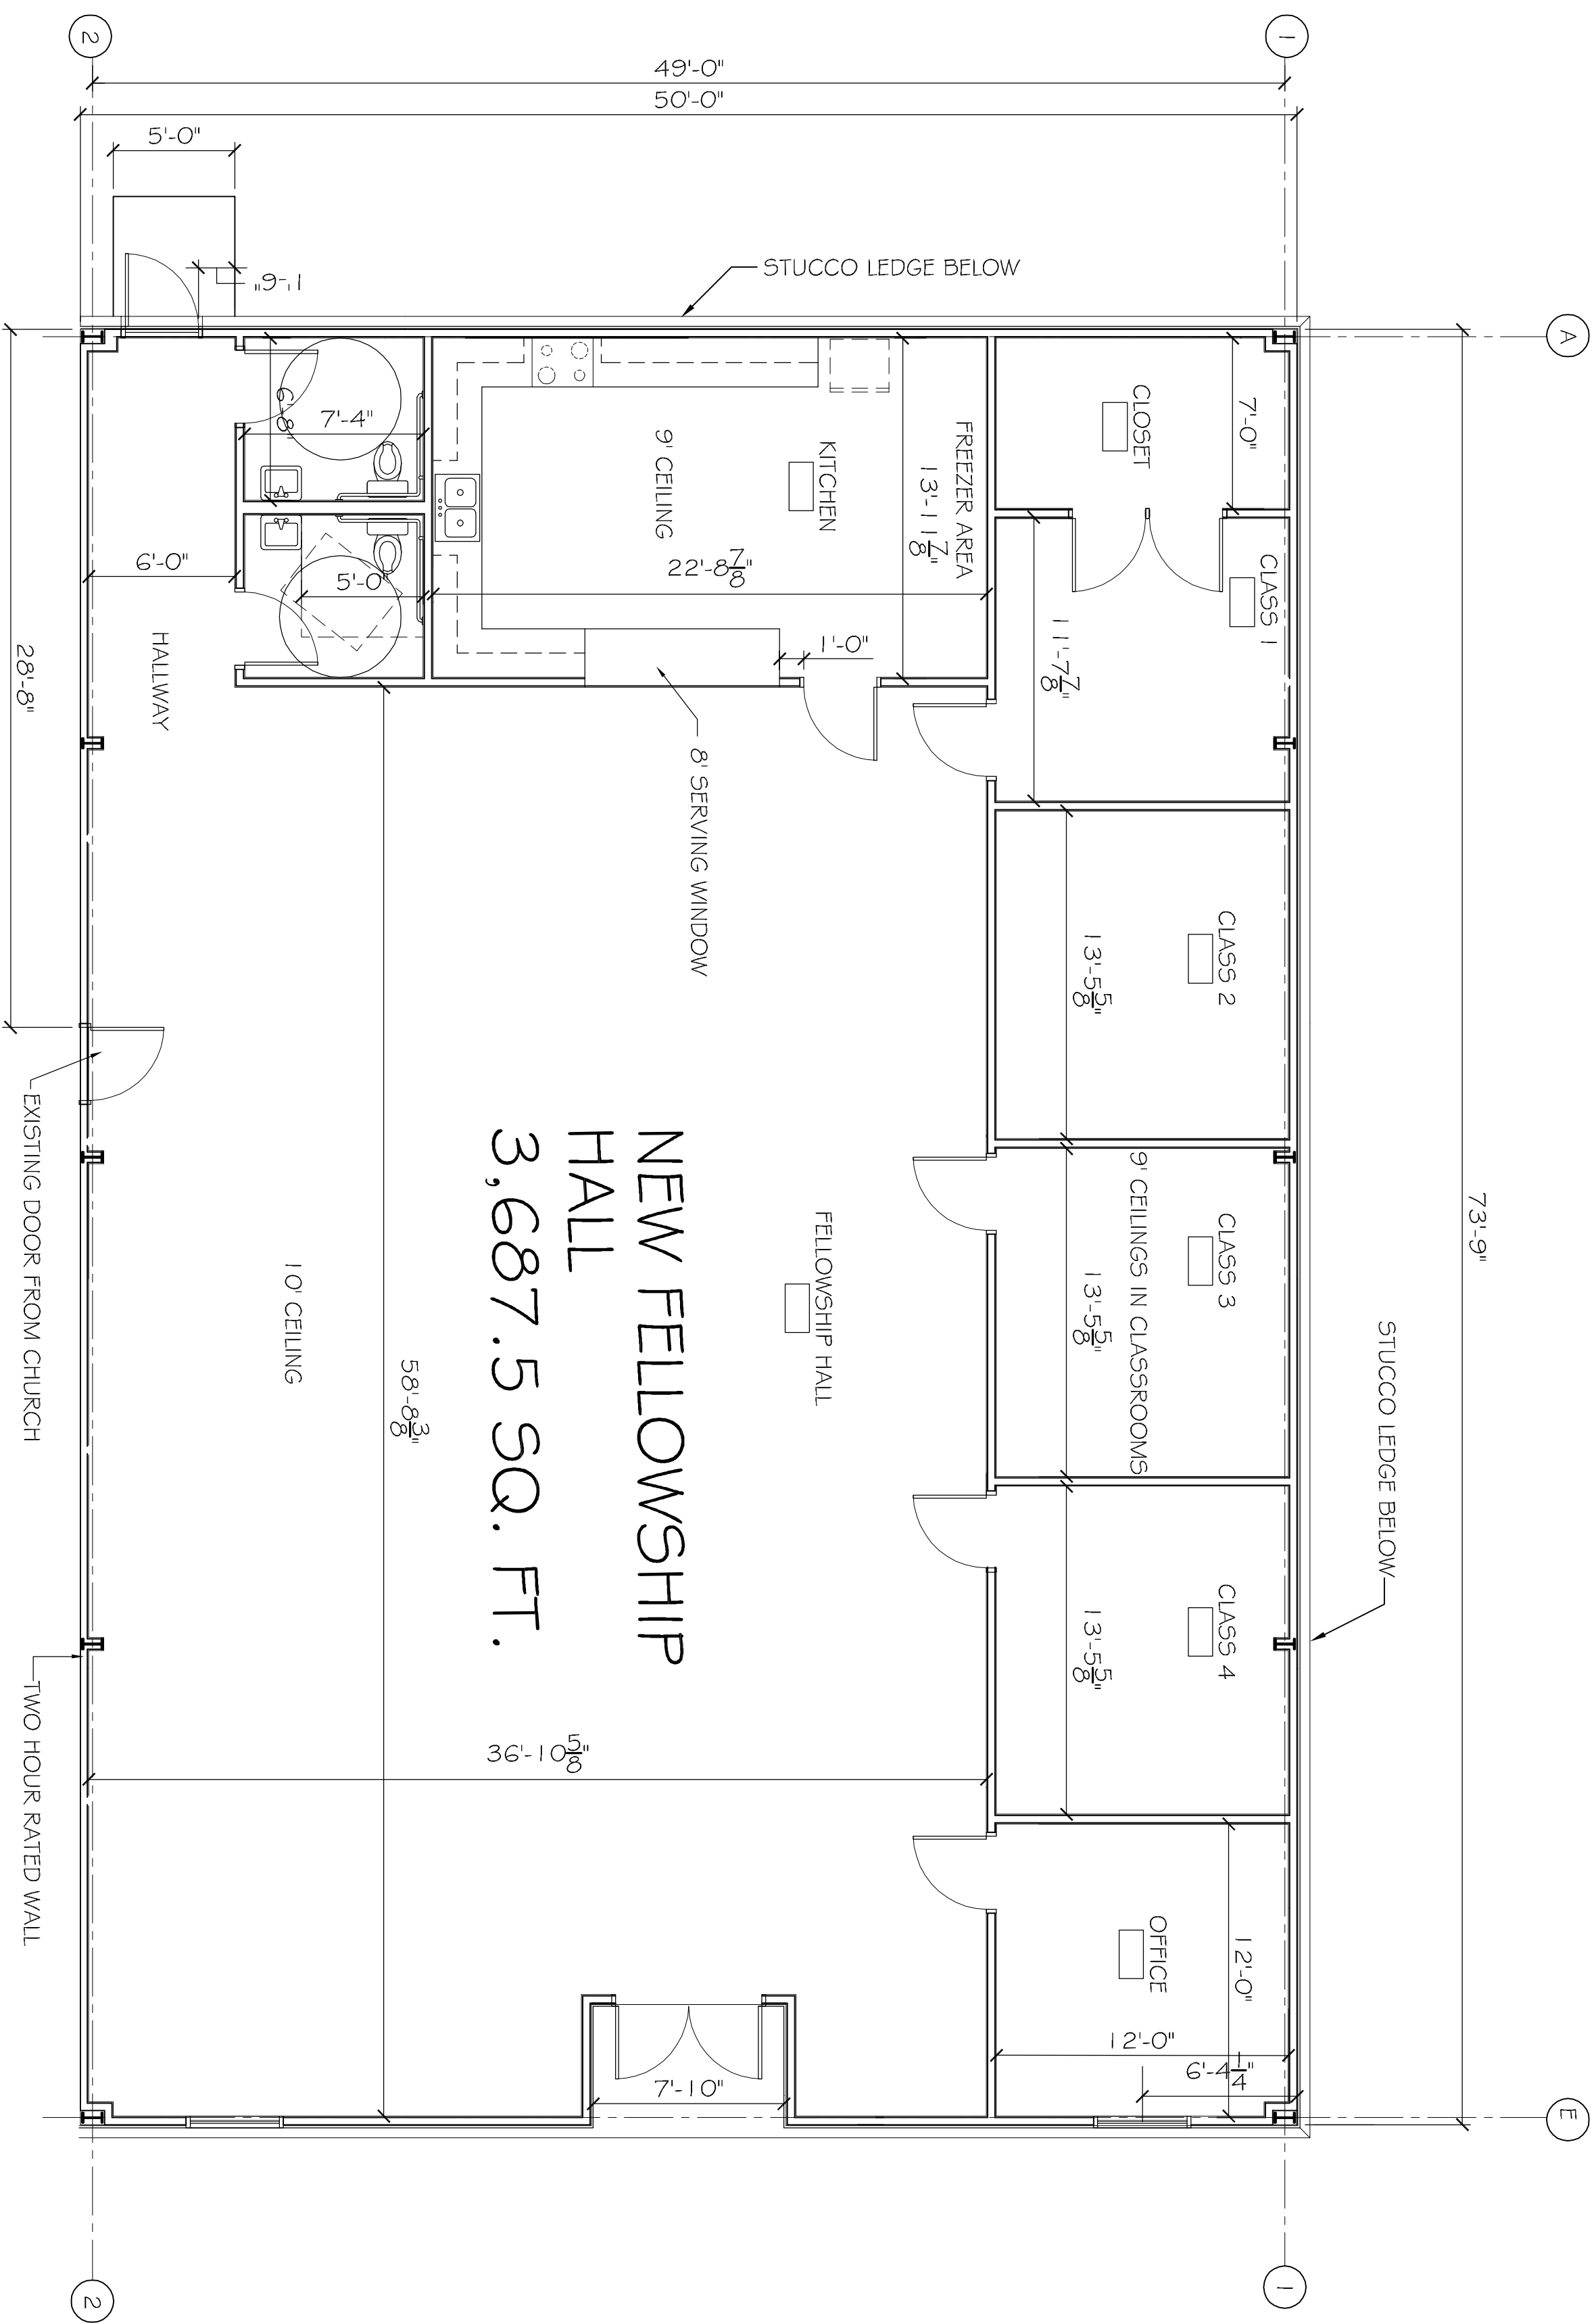 A
E
73'-9"
STUCCO LEDGE BELOW
1
1
7'-0"
CLOSET
CLASS 1
11'-7 7/8"
CLASS 2
13'-5 5/8"
CLASS 3
9' CEILINGS IN CLASSROOMS
13'-5 5/8"
CLASS 4
13'-5 5/8"
OFFICE
12'-0"
12'-0"
6'-4 1/4"
STUCCO LEDGE BELOW
FREEZER AREA
13'-11 7/8"
KITCHEN
9' CEILING
22'-8 7/8"
1'-0"
8' SERVING WINDOW
FELLOWSHIP HALL
NEW FELLOWSHIP
HALL
3,687.5 SQ. FT.
36'-10 5/8"
7'-10"
58'-8 3/8"
10' CEILING
7'-4"
6'-8"
5'-0"
6'-0"
HALLWAY
49'-0"
50'-0"
5'-0"
1'-6"
2
2
28'-8"
EXISTING DOOR FROM CHURCH
TWO HOUR RATED WALL